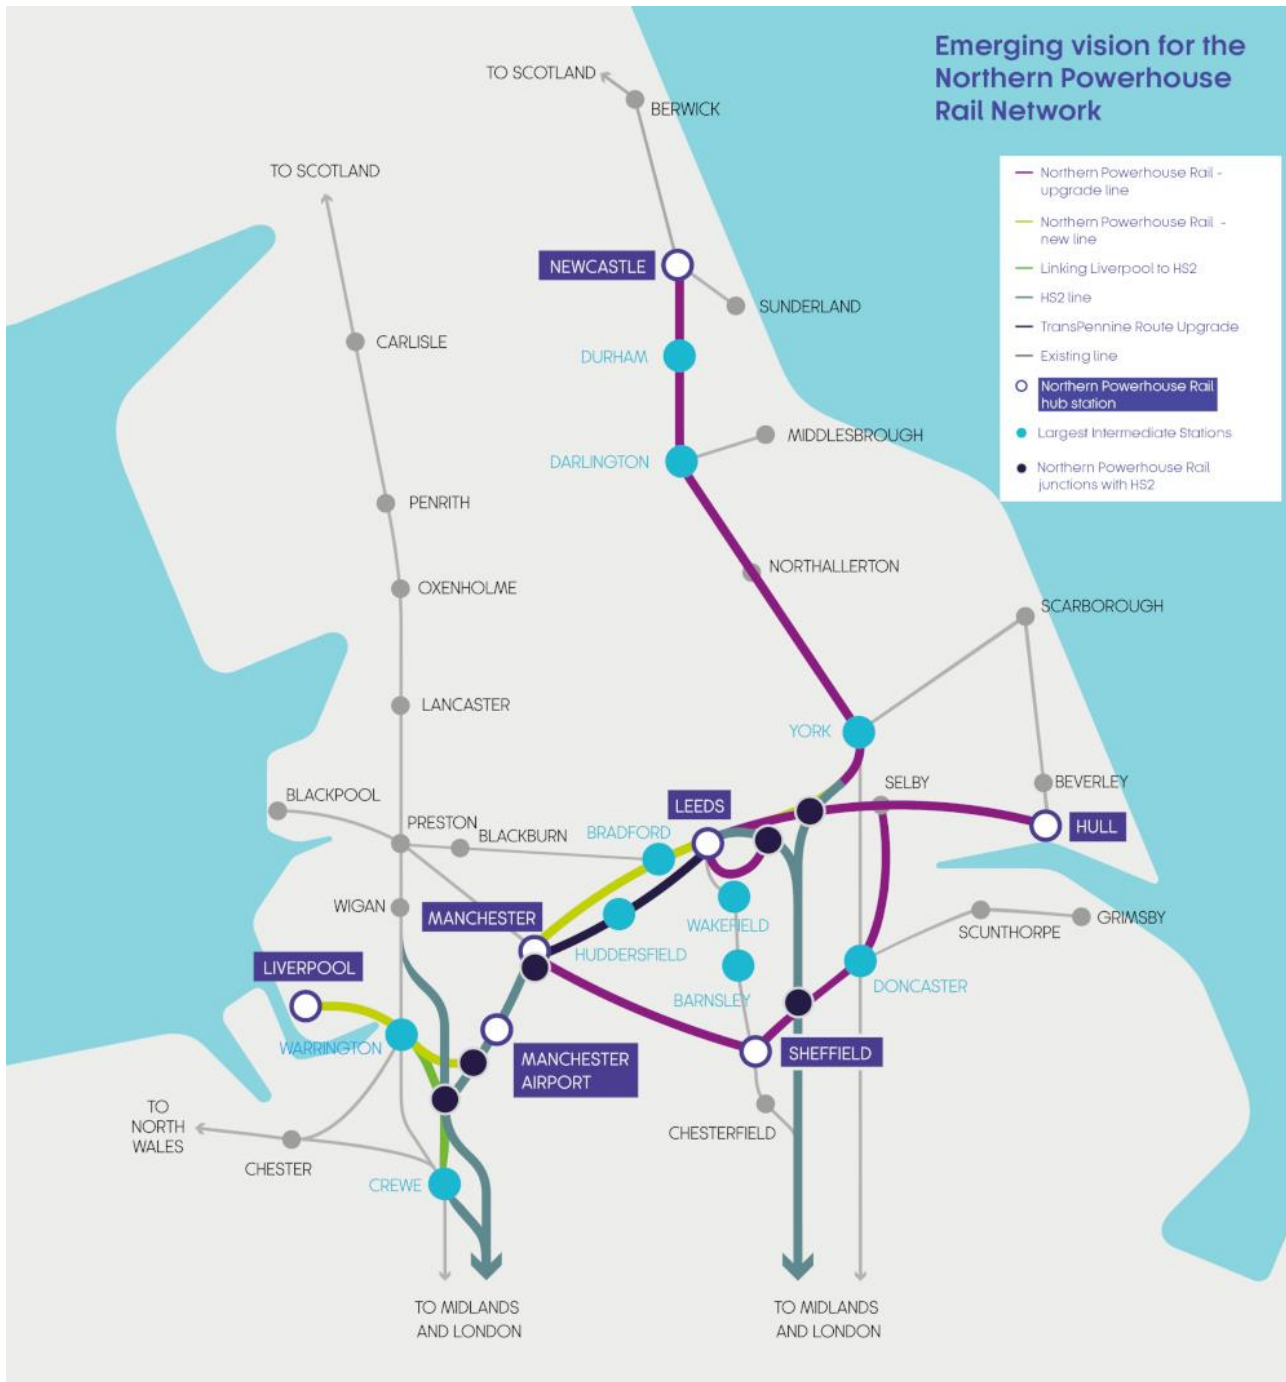 Emerging vision for the
Northern Powerhouse
Rail Network
Northern Powerhouse Rail -
upgrade line
Northern Powerhouse Rail -
new line
Linking Liverpool to HS2
HS2 line
TransPennine Route Upgrade
Existing line
Northern Powerhouse Rail
hub station
Largest Intermediate Stations
Northern Powerhouse Rail
junctions with HS2
TO SCOTLAND
BERWICK
TO SCOTLAND
NEWCASTLE
SUNDERLAND
CARLISLE
DURHAM
MIDDLESBROUGH
DARLINGTON
PENRITH
NORTHALLERTON
OXENHOLME
SCARBOROUGH
LANCASTER
YORK
BLACKPOOL
SELBY
BEVERLEY
LEEDS
PRESTON
BLACKBURN
BRADFORD
HULL
WIGAN
MANCHESTER
WAKEFIELD
GRIMSBY
SCUNTHORPE
HUDDERSFIELD
LIVERPOOL
BARNSLEY
DONCASTER
WARRINGTON
MANCHESTER
AIRPORT
SHEFFIELD
TO
NORTH
WALES
CHESTERFIELD
CHESTER
CREWE
TO MIDLANDS
AND LONDON
TO MIDLANDS
AND LONDON